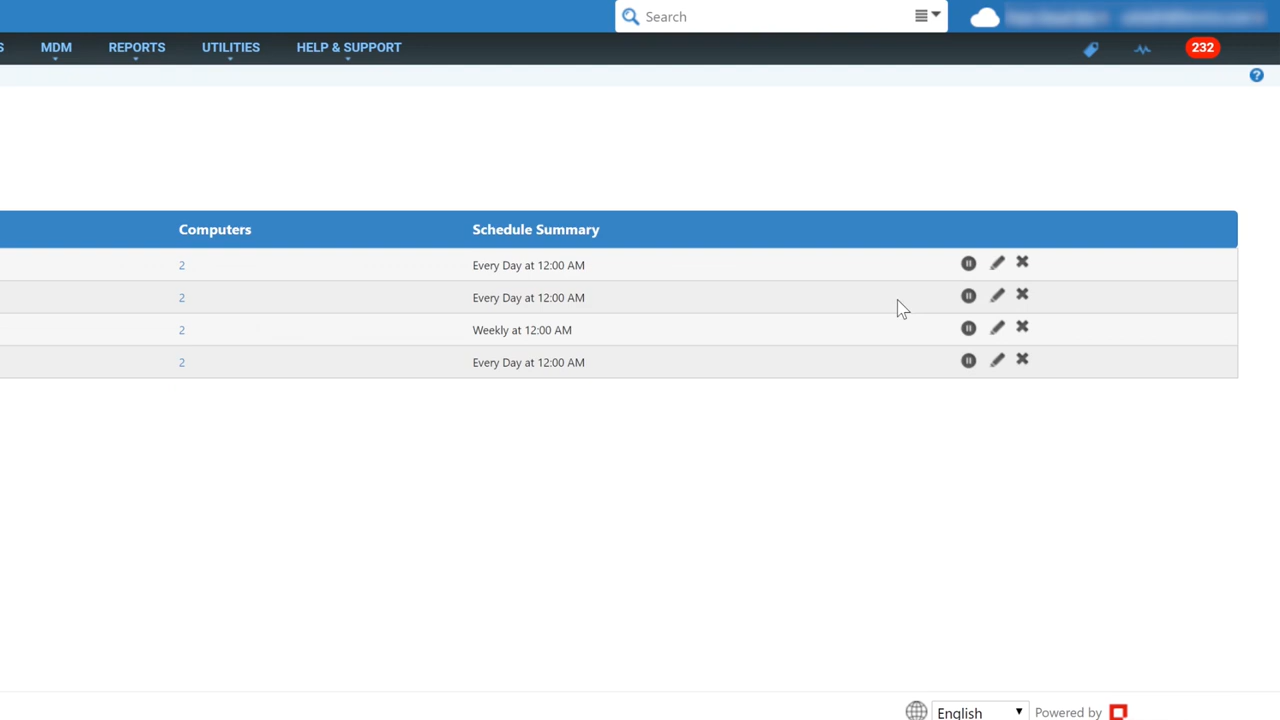 Search
S MDM REPORTS UTILITIES HELP & SUPPORT 232
?
Computers Schedule Summary
2 Every Day at 12:00 AM
2 Every Day at 12:00 AM
2 Weekly at 12:00 AM
2 Every Day at 12:00 AM
English Powered by